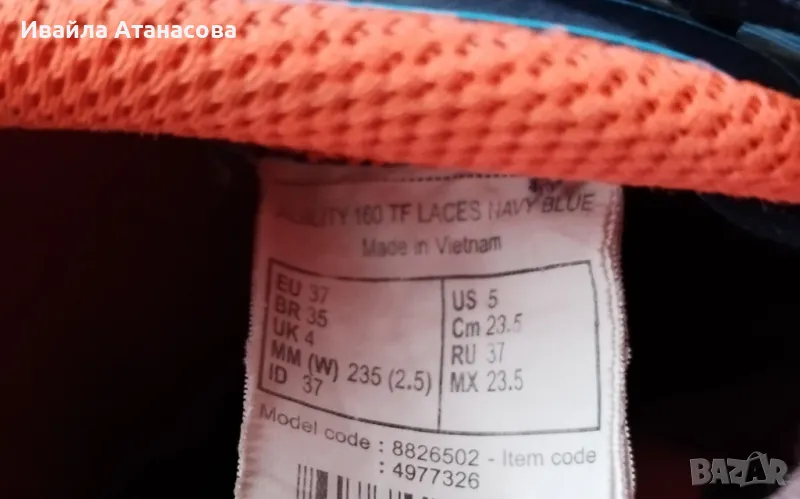 Ивайла Атанасова
160 TF LACES NAVY BLUE
Made in Vietnam
EU 37
BR 35
UK 4
MM (W) 235 (2.5)
ID 37
US 5
Cm 23.5
RU 37
MX 23.5
Model code : 8826502 - Item code
: 4977326
BAZAR